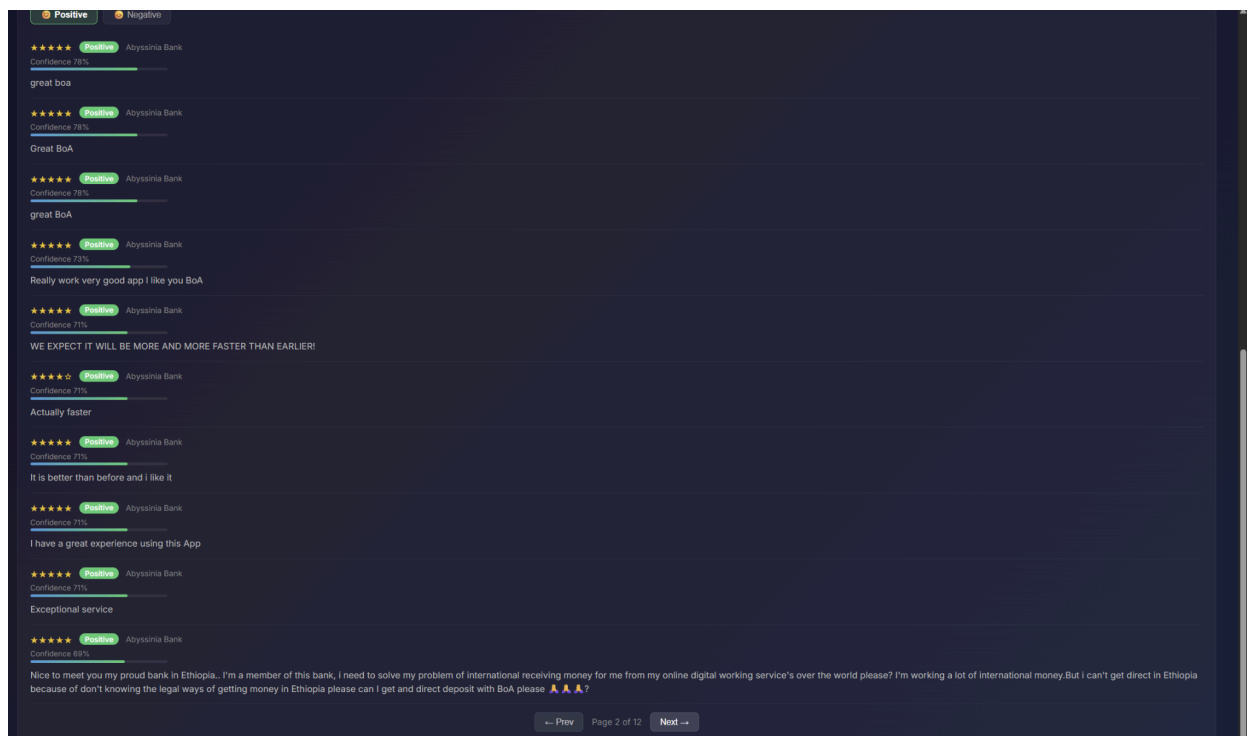 😊 Positive 😞 Negative
★★★★★ Positive Abyssinia Bank
Confidence 78%
great boa
★★★★★ Positive Abyssinia Bank
Confidence 78%
Great BoA
★★★★★ Positive Abyssinia Bank
Confidence 78%
great BoA
★★★★★ Positive Abyssinia Bank
Confidence 73%
Really work very good app I like you BoA
★★★★★ Positive Abyssinia Bank
Confidence 71%
WE EXPECT IT WILL BE MORE AND MORE FASTER THAN EARLIER!
★★★★☆ Positive Abyssinia Bank
Confidence 71%
Actually faster
★★★★★ Positive Abyssinia Bank
Confidence 71%
It is better than before and i like it
★★★★★ Positive Abyssinia Bank
Confidence 71%
I have a great experience using this App
★★★★★ Positive Abyssinia Bank
Confidence 71%
Exceptional service
★★★★★ Positive Abyssinia Bank
Confidence 69%
Nice to meet you my proud bank in Ethiopia.. I'm a member of this bank, i need to solve my problem of international receiving money for me from my online digital working service's over the world please? I'm working a lot of international money.But i can't get direct in Ethiopia
because of don't knowing the legal ways of getting money in Ethiopia please can I get and direct deposit with BoA please 🙏🙏🙏?
← Prev Page 2 of 12 Next →